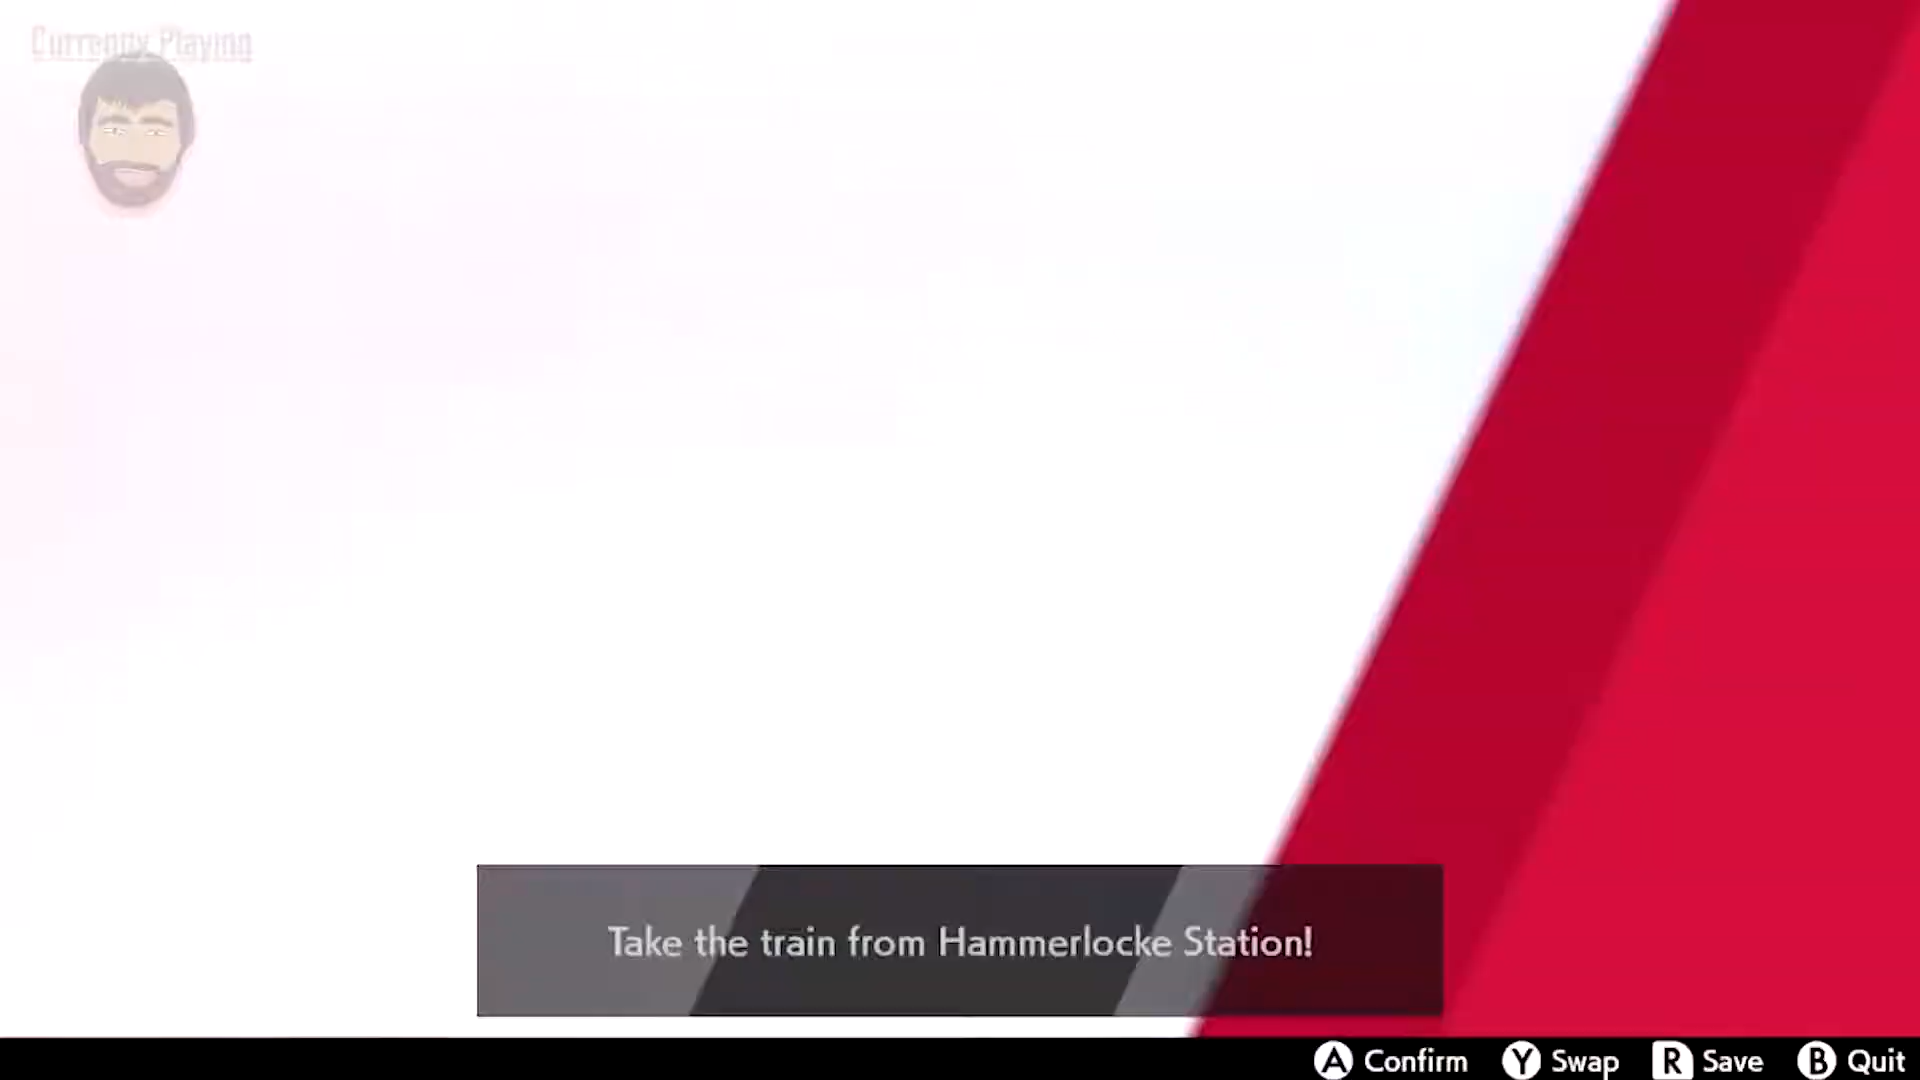 Currently Playing
Take the train from Hammerlocke Station!
A Confirm Y Swap R Save B Quit